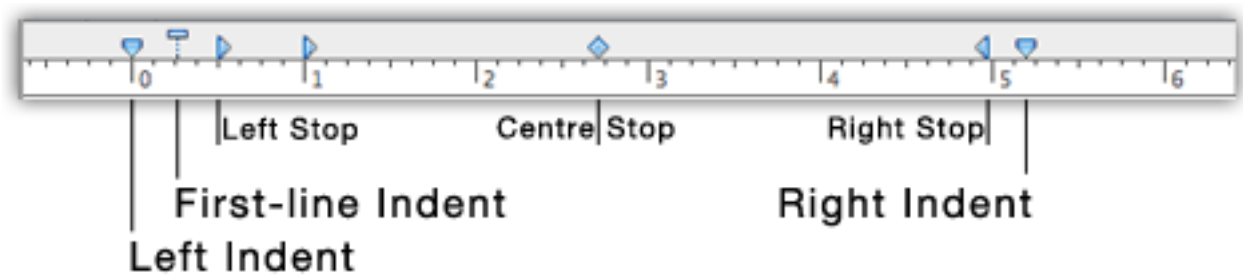 0 1 2 3 4 5 6
Left Stop Centre Stop Right Stop
First-line Indent Right Indent
Left Indent